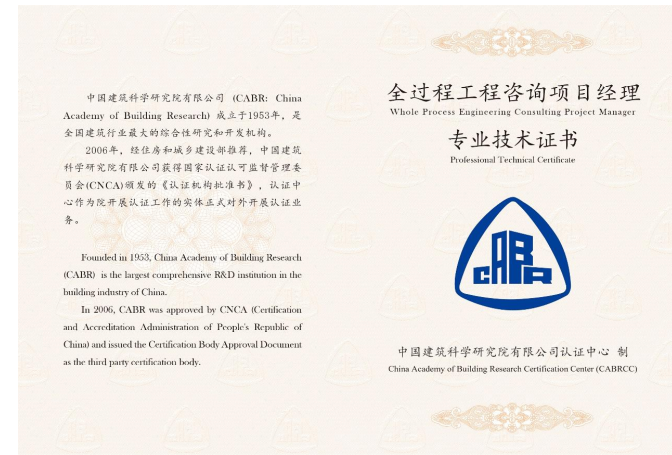 中国建筑科学研究院有限公司 (CABR: China
Academy of Building Research) 成立于1953年，是
全国建筑行业最大的综合性研究和开发机构。
2006年，经住房和城乡建设部推荐，中国建筑
科学研究院有限公司获得国家认证认可监督管理委
员会(CNCA)颁发的《认证机构批准书》，认证中
心作为院开展认证工作的实体正式对外开展认证业
务。
Founded in 1953, China Academy of Building Research
(CABR) is the largest comprehensive R&D institution in the
building industry of China.
In 2006, CABR was approved by CNCA (Certification
and Accreditation Administration of People's Republic of
China) and issued the Certification Body Approval Document
as the third party certification body.
全过程工程咨询项目经理
Whole Process Engineering Consulting Project Manager
专业技术证书
Professional Technical Certificate
CABR
中国建筑科学研究院有限公司认证中心 制
China Academy of Building Research Certification Center (CABRCC)